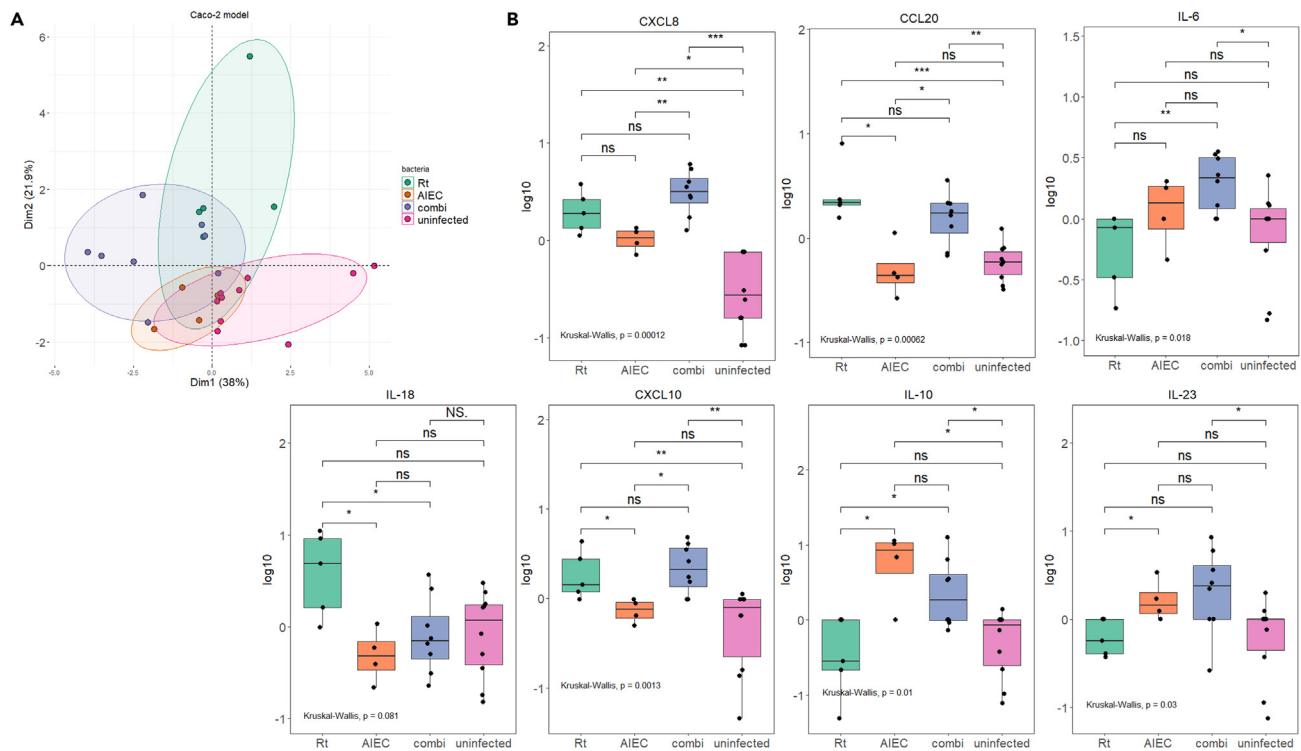 A
Caco-2 model
6
4
2
0
-2
Dim2 (21.9%)
-5.0
-2.5
0.0
2.5
5.0
Dim1 (38%)
bacteria
Rt
AIEC
combi
uninfected
B
CXCL8
***
*
**
**
ns
ns
2
1
0
-1
log10
Kruskal-Wallis, p = 0.00012
Rt AIEC combi uninfected
CCL20
**
ns
***
*
ns
*
2
1
0
-1
log10
Kruskal-Wallis, p = 0.00062
Rt AIEC combi uninfected
IL-6
*
ns
ns
ns
**
ns
1.5
1.0
0.5
0.0
-0.5
-1.0
log10
Kruskal-Wallis, p = 0.018
Rt AIEC combi uninfected
IL-18
NS.
ns
ns
ns
*
*
2
1
0
-1
log10
Kruskal-Wallis, p = 0.081
Rt AIEC combi uninfected
CXCL10
**
ns
**
*
ns
*
2
1
0
-1
log10
Kruskal-Wallis, p = 0.0013
Rt AIEC combi uninfected
IL-10
*
*
ns
ns
*
*
2
1
0
-1
log10
Kruskal-Wallis, p = 0.01
Rt AIEC combi uninfected
IL-23
*
ns
ns
ns
ns
*
2
1
0
-1
log10
Kruskal-Wallis, p = 0.03
Rt AIEC combi uninfected